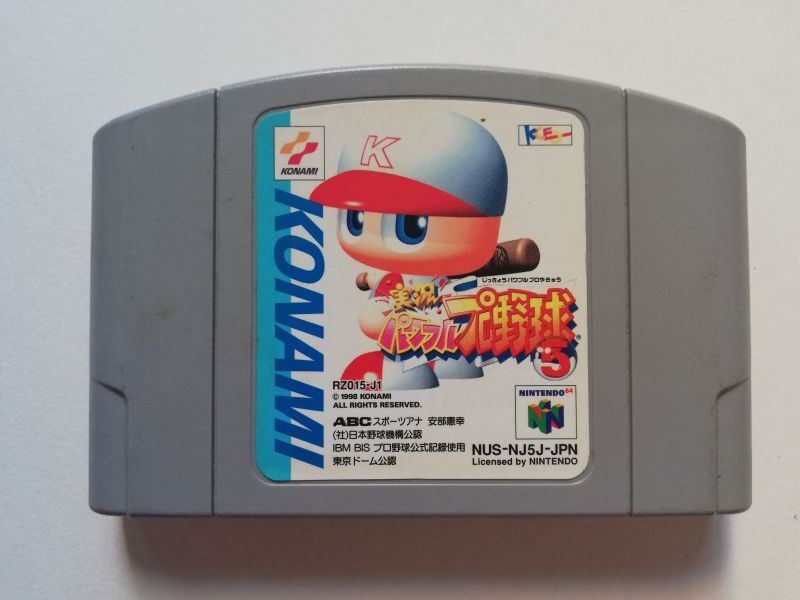 KONAMI
KONAMI
K
KCEO
じっきょうパワフルプロやきゅう
実況
パワフル
プロ野球
5
RZ015-J1
© 1998 KONAMI
ALL RIGHTS RESERVED.
ABC スポーツアナ 安部憲幸
(社)日本野球機構公認
IBM BIS プロ野球公式記録使用
東京ドーム公認
NINTENDO 64
N
NUS-NJ5J-JPN
Licensed by NINTENDO